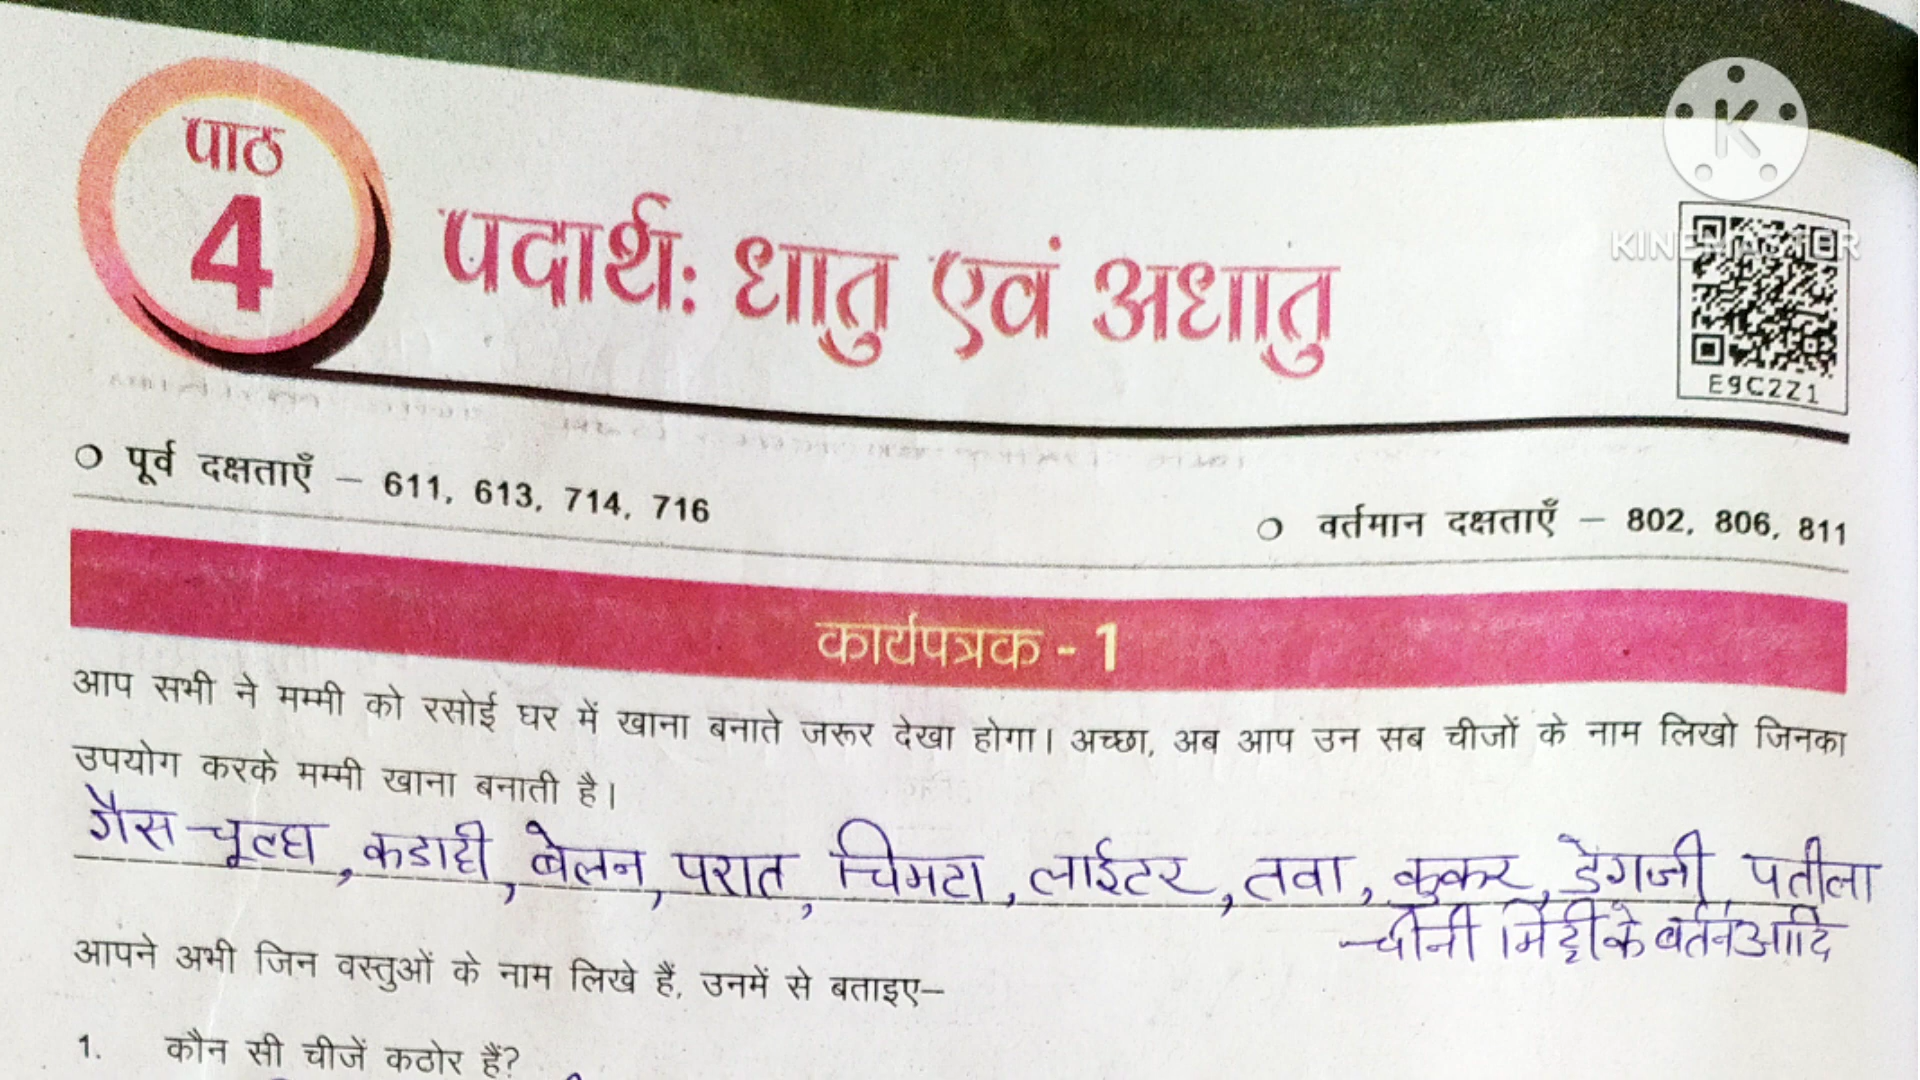 पाठ
4
पदार्थ: धातु एवं अधातु
KINEMASTER
E9C2Z1
○ पूर्व दक्षताएँ – 611, 613, 714, 716
○ वर्तमान दक्षताएँ – 802, 806, 811
कार्यपत्रक - 1
आप सभी ने मम्मी को रसोई घर में खाना बनाते जरूर देखा होगा। अच्छा, अब आप उन सब चीजों के नाम लिखो जिनका
उपयोग करके मम्मी खाना बनाती है।
गैस चूल्हा, कडाही, बेलन, परात, चिमटा, लाईटर, तवा, कुकर, डेगजी पतीला
चीनी मिट्टी के बर्तन आदि
आपने अभी जिन वस्तुओं के नाम लिखे हैं, उनमें से बताइए–
1. कौन सी चीजें कठोर हैं?